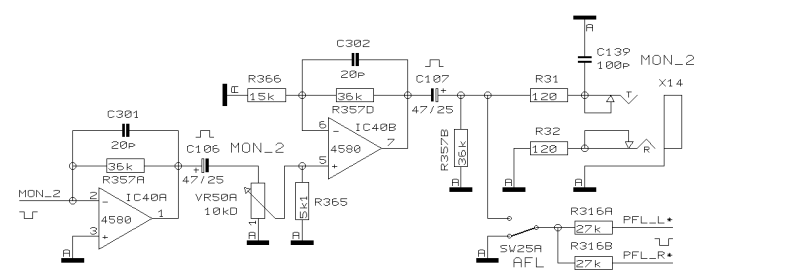 A
C302
C139
MON_2
100p
20p
C107
X14
R366
A
15k
36k
+
R31
120
T
R357D
47/25
C301
6
-
IC40B
7
R357B
36k
R32
120
R
20p
C106
MON_2
4580
5
+
36k
R357A
+
47/25
A
A
A
MON_2
2
-
IC40A
VR50A
10kD
R365
5k1
4580
1
R316A
PFL_L*
3
+
1
27k
A
A
A
A
SW25A
AFL
R316B
PFL_R*
27k